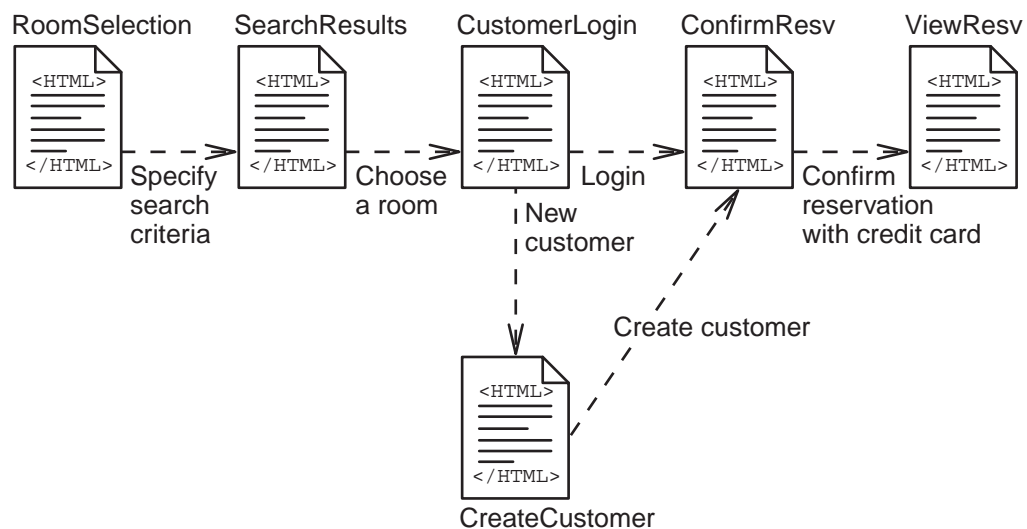 RoomSelection
SearchResults
CustomerLogin
ConfirmResv
ViewResv
<HTML>
</HTML>
<HTML>
</HTML>
<HTML>
</HTML>
<HTML>
</HTML>
<HTML>
</HTML>
Specify
search
criteria
Choose
a room
Login
Confirm
reservation
with credit card
New
customer
Create customer
<HTML>
</HTML>
CreateCustomer